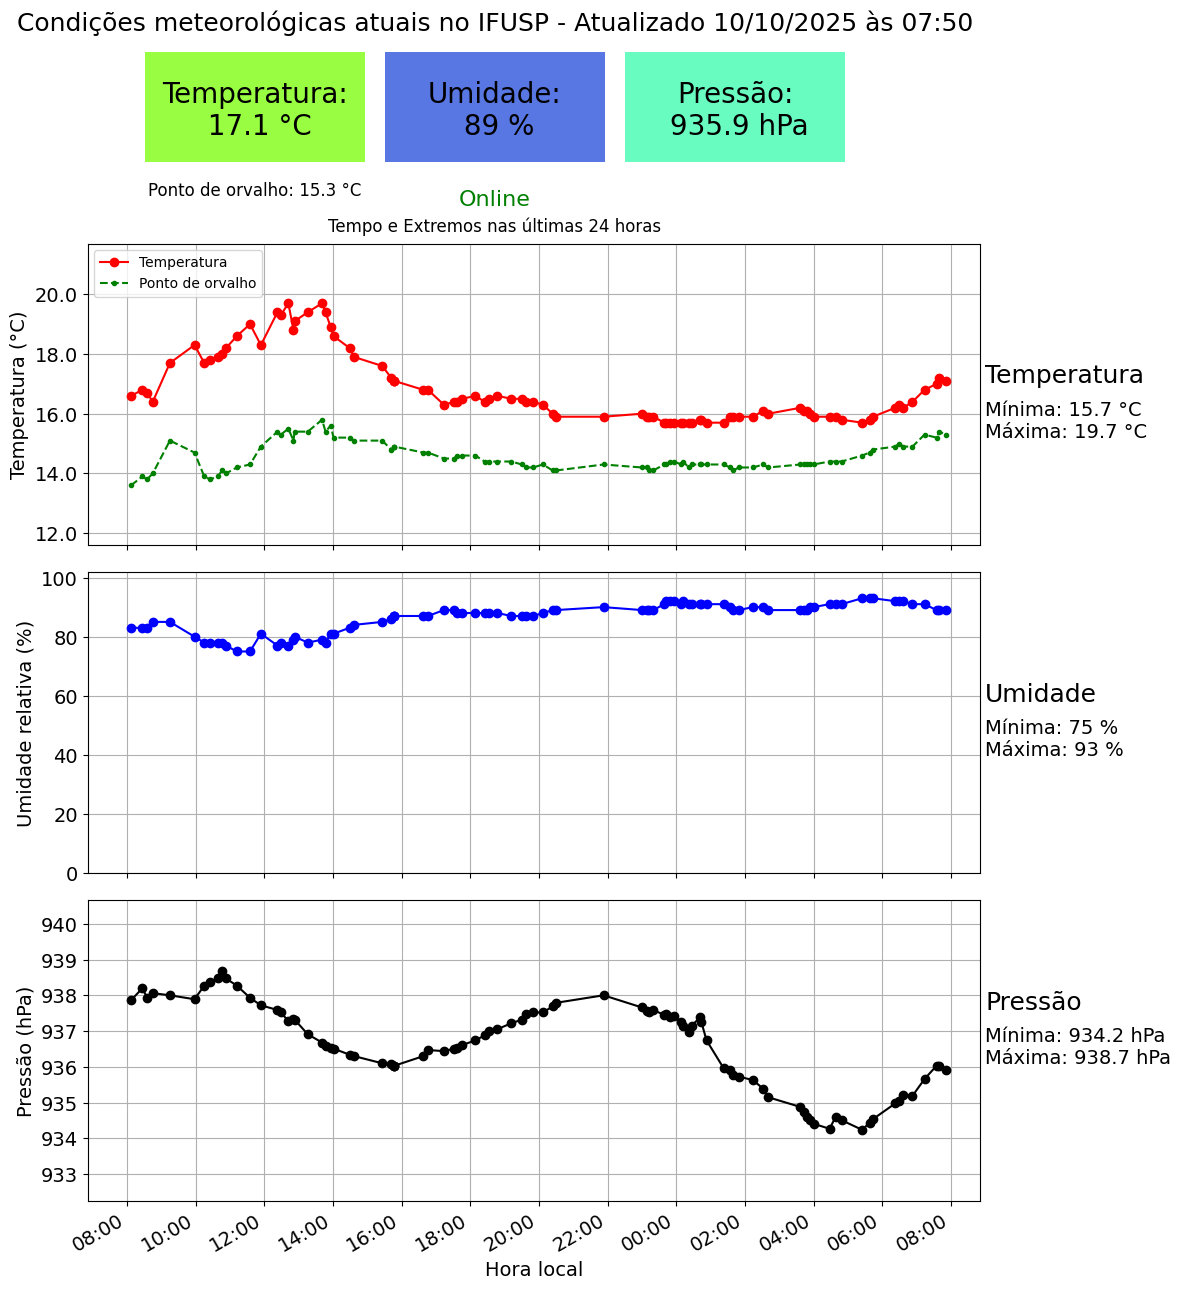 Condições meteorológicas atuais no IFUSP - Atualizado 10/10/2025 às 07:50
Temperatura:
17.1 °C
Umidade:
89 %
Pressão:
935.9 hPa
Ponto de orvalho: 15.3 °C
Online
Tempo e Extremos nas últimas 24 horas
Temperatura
Ponto de orvalho
Temperatura (°C)
20.0
18.0
16.0
14.0
12.0
Temperatura
Mínima: 15.7 °C
Máxima: 19.7 °C
Umidade relativa (%)
100
80
60
40
20
0
Umidade
Mínima: 75 %
Máxima: 93 %
Pressão (hPa)
940
939
938
937
936
935
934
933
Pressão
Mínima: 934.2 hPa
Máxima: 938.7 hPa
08:00 10:00 12:00 14:00 16:00 18:00 20:00 22:00 00:00 02:00 04:00 06:00 08:00
Hora local